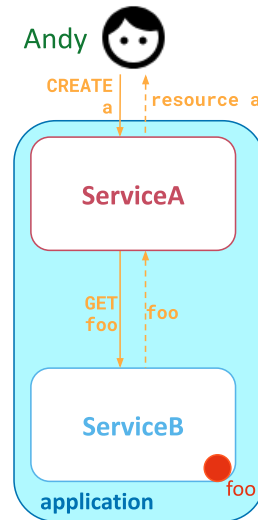 Andy
CREATE
a
resource a
ServiceA
GET
foo
foo
ServiceB
foo
application